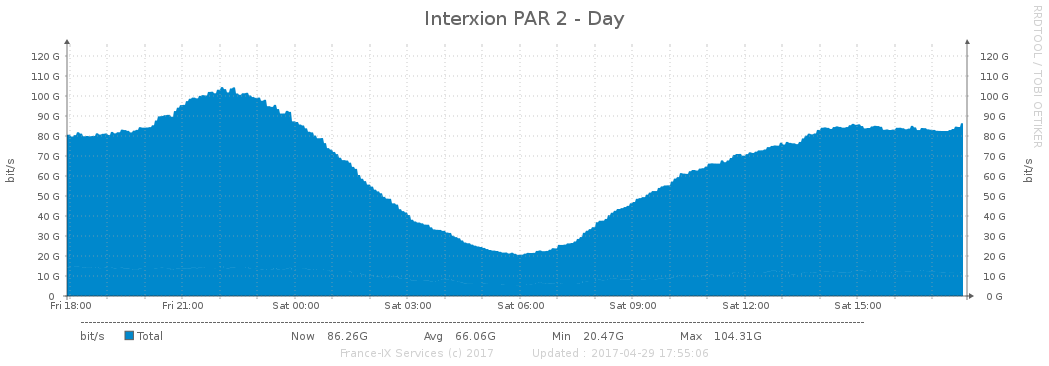 Interxion PAR 2 - Day
RRDTOOL / TOBI OETIKER
120 G 120 G
110 G 110 G
100 G 100 G
90 G 90 G
80 G 80 G
70 G 70 G
60 G 60 G
50 G 50 G
40 G 40 G
30 G 30 G
20 G 20 G
10 G 10 G
0 0 G
bit/s bit/s
Fri 18:00 Fri 21:00 Sat 00:00 Sat 03:00 Sat 06:00 Sat 09:00 Sat 12:00 Sat 15:00
bit/s Total Now 86.26G Avg 66.06G Min 20.47G Max 104.31G
France-IX Services (c) 2017 Updated : 2017-04-29 17:55:06